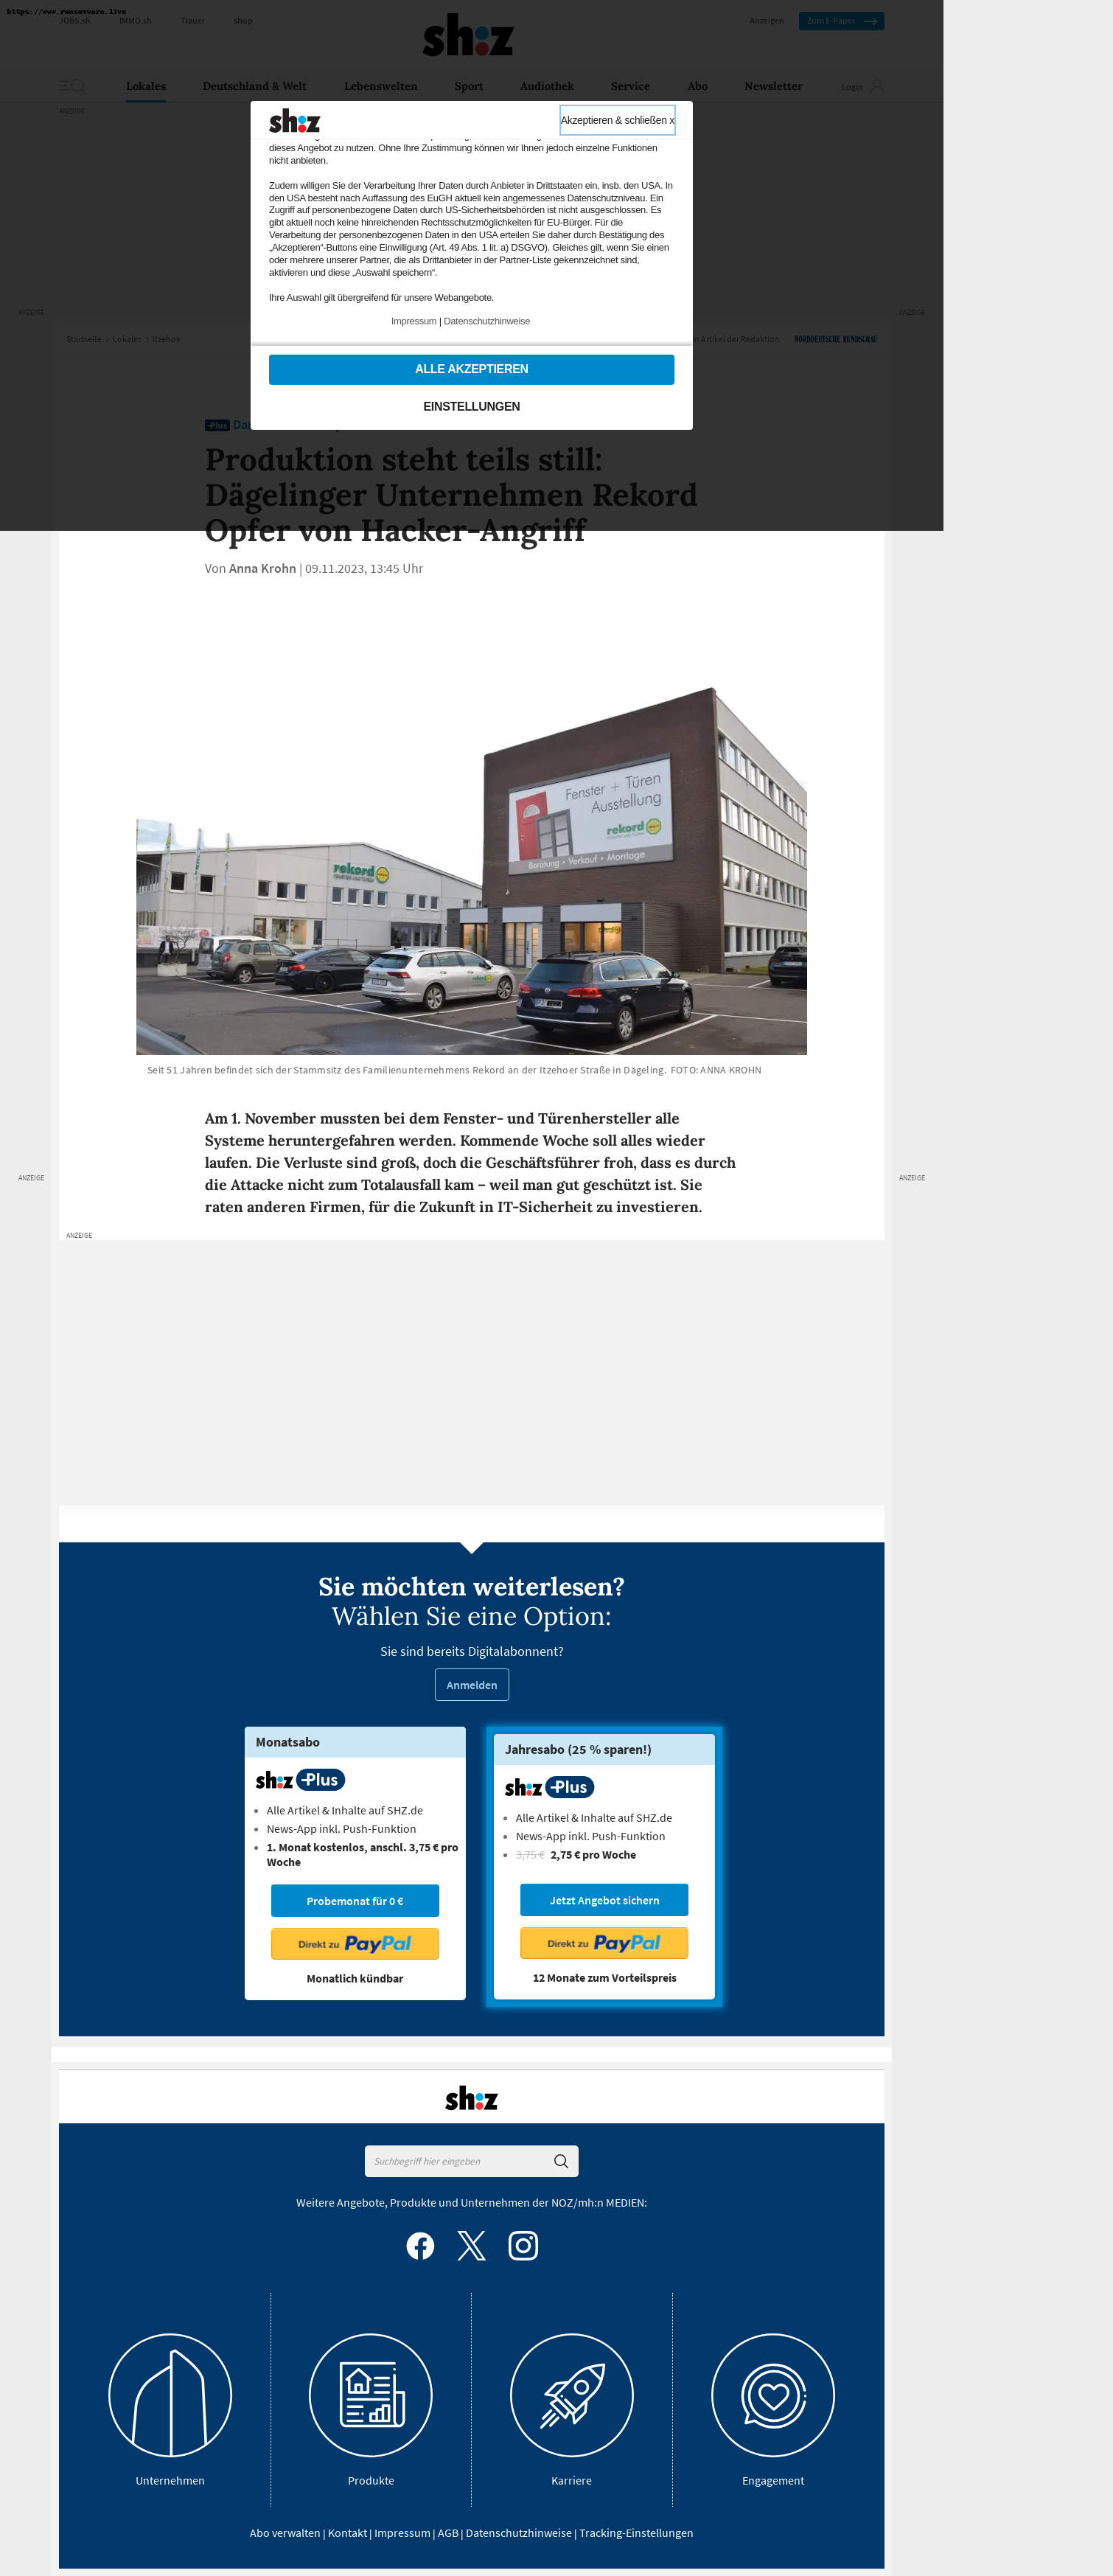 https://www.ransomware.live
JOBS.sh IMMO.sh Trauer shop
sh:z
Anzeigen Zum E-Paper
Lokales Deutschland & Welt Lebenswelten Sport Audiothek Service Abo Newsletter Login
ANZEIGE
sh:z
Akzeptieren & schließen x
dieses Angebot zu nutzen. Ohne Ihre Zustimmung können wir Ihnen jedoch einzelne Funktionen
nicht anbieten.
Zudem willigen Sie der Verarbeitung Ihrer Daten durch Anbieter in Drittstaaten ein, insb. den USA. In
den USA besteht nach Auffassung des EuGH aktuell kein angemessenes Datenschutzniveau. Ein
Zugriff auf personenbezogene Daten durch US-Sicherheitsbehörden ist nicht ausgeschlossen. Es
gibt aktuell noch keine hinreichenden Rechtsschutzmöglichkeiten für EU-Bürger. Für die
Verarbeitung der personenbezogenen Daten in den USA erteilen Sie daher durch Bestätigung des
„Akzeptieren“-Buttons eine Einwilligung (Art. 49 Abs. 1 lit. a) DSGVO). Gleiches gilt, wenn Sie einen
oder mehrere unserer Partner, die als Drittanbieter in der Partner-Liste gekennzeichnet sind,
aktivieren und diese „Auswahl speichern“.
Ihre Auswahl gilt übergreifend für unsere Webangebote.
Impressum | Datenschutzhinweise
ALLE AKZEPTIEREN
EINSTELLUNGEN
ANZEIGE ANZEIGE
Startseite Lokales Itzehoe
Artikel der Redaktion NORDDEUTSCHE RUNDSCHAU
Plus
Produktion steht teils still:
Dägelinger Unternehmen Rekord
Opfer von Hacker-Angriff
Von Anna Krohn | 09.11.2023, 13:45 Uhr
Fenster + Türen
Ausstellung
rekord
Beratung • Verkauf • Montage
rekord
Seit 51 Jahren befindet sich der Stammsitz des Familienunternehmens Rekord an der Itzehoer Straße in Dägeling. FOTO: ANNA KROHN
Am 1. November mussten bei dem Fenster- und Türenhersteller alle
Systeme heruntergefahren werden. Kommende Woche soll alles wieder
laufen. Die Verluste sind groß, doch die Geschäftsführer froh, dass es durch
die Attacke nicht zum Totalausfall kam – weil man gut geschützt ist. Sie
raten anderen Firmen, für die Zukunft in IT-Sicherheit zu investieren.
ANZEIGE ANZEIGE
ANZEIGE
Sie möchten weiterlesen?
Wählen Sie eine Option:
Sie sind bereits Digitalabonnent?
Anmelden
Monatsabo
sh:z Plus
Alle Artikel & Inhalte auf SHZ.de
News-App inkl. Push-Funktion
1. Monat kostenlos, anschl. 3,75 € pro
Woche
Probemonat für 0 €
Direkt zu PayPal
Monatlich kündbar
Jahresabo (25 % sparen!)
sh:z Plus
Alle Artikel & Inhalte auf SHZ.de
News-App inkl. Push-Funktion
3,75 € 2,75 € pro Woche
Jetzt Angebot sichern
Direkt zu PayPal
12 Monate zum Vorteilspreis
sh:z
Suchbegriff hier eingeben
Weitere Angebote, Produkte und Unternehmen der NOZ/mh:n MEDIEN:
Unternehmen Produkte Karriere Engagement
Abo verwalten | Kontakt | Impressum | AGB | Datenschutzhinweise | Tracking-Einstellungen